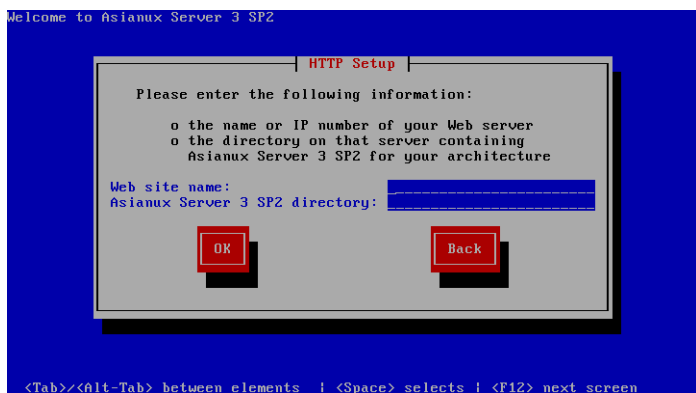 Welcome to Asianux Server 3 SP2
HTTP Setup
Please enter the following information:
o the name or IP number of your Web server
o the directory on that server containing
Asianux Server 3 SP2 for your architecture
Web site name:
Asianux Server 3 SP2 directory:
OK
Back
<Tab>/<Alt-Tab> between elements | <Space> selects | <F12> next screen